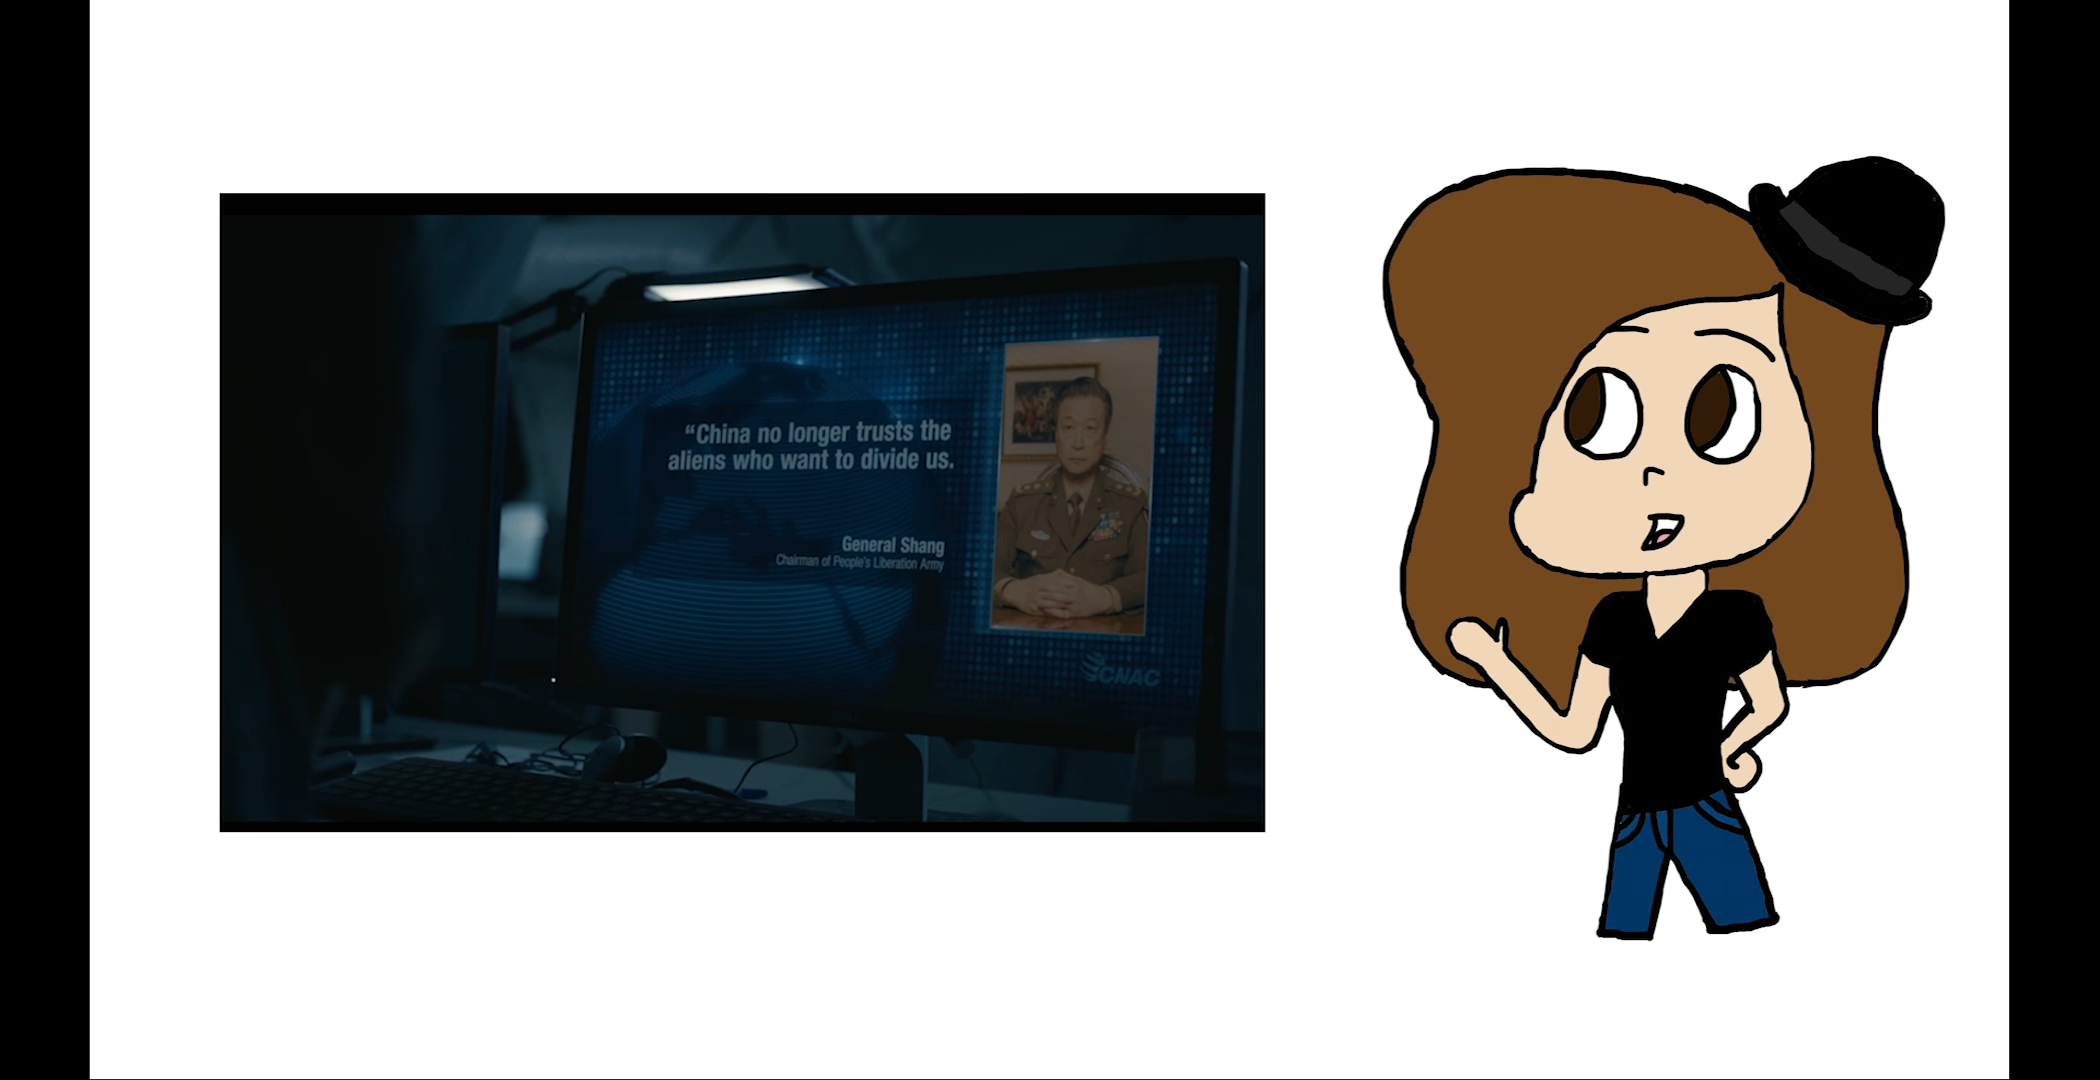 “China no longer trusts the
aliens who want to divide us.
General Shang
Chairman of People's Liberation Army
CNAC